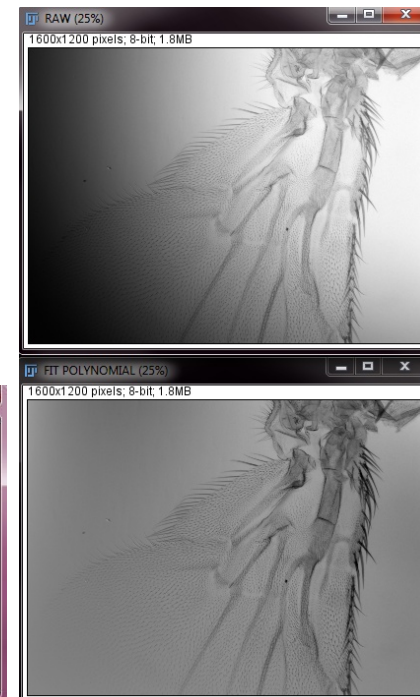 RAW (25%)
1600x1200 pixels; 8-bit; 1.8MB
FIT POLYNOMIAL (25%)
1600x1200 pixels; 8-bit; 1.8MB